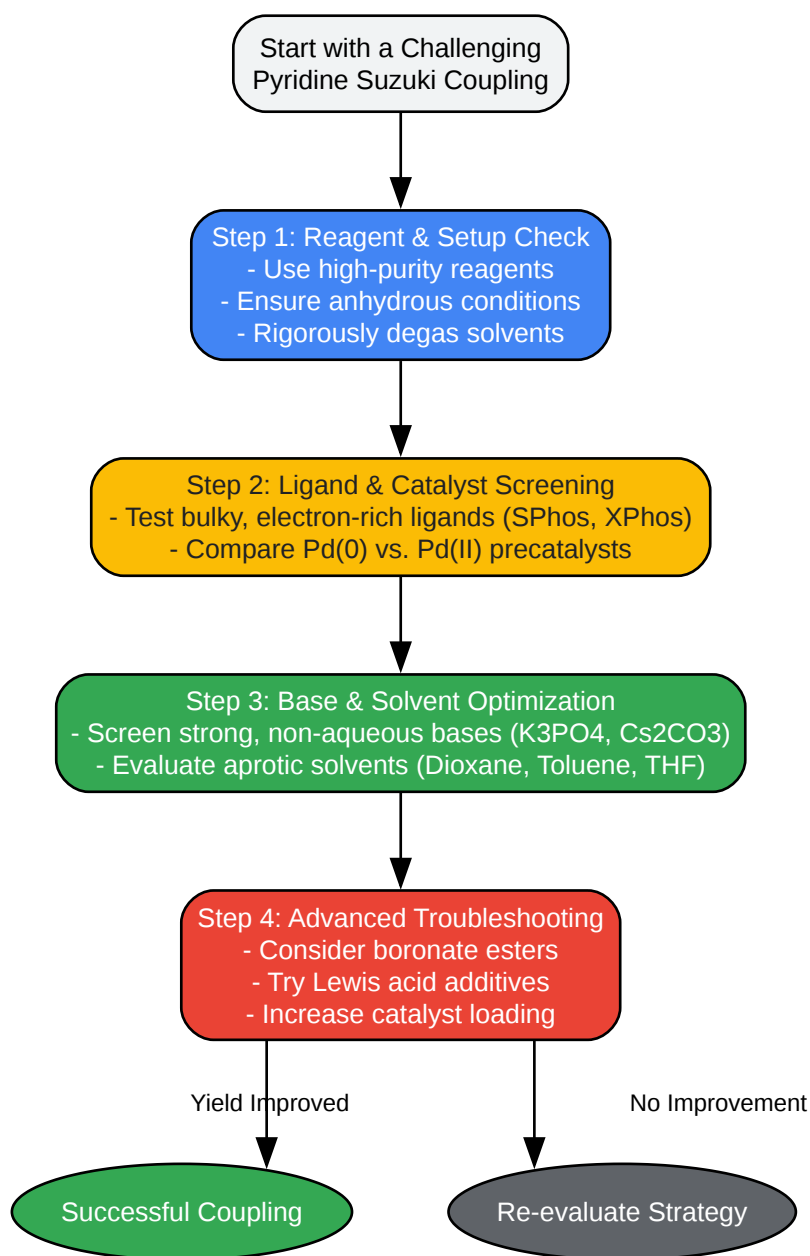 Start with a Challenging
Pyridine Suzuki Coupling
Step 1: Reagent & Setup Check
- Use high-purity reagents
- Ensure anhydrous conditions
- Rigorously degas solvents
Step 2: Ligand & Catalyst Screening
- Test bulky, electron-rich ligands (SPhos, XPhos)
- Compare Pd(0) vs. Pd(II) precatalysts
Step 3: Base & Solvent Optimization
- Screen strong, non-aqueous bases (K3PO4, Cs2CO3)
- Evaluate aprotic solvents (Dioxane, Toluene, THF)
Step 4: Advanced Troubleshooting
- Consider boronate esters
- Try Lewis acid additives
- Increase catalyst loading
Yield Improved
No Improvement
Successful Coupling
Re-evaluate Strategy